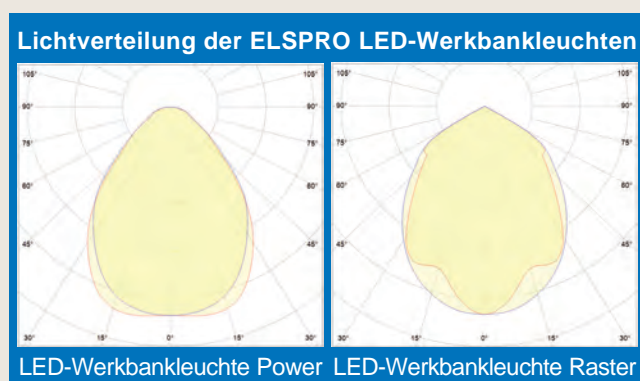 Lichtverteilung der ELSPRO LED-Werkbankleuchten
105° 105° 105° 105°
90° 90° 90° 90°
75° 75° 75° 75°
60° 60° 60° 60°
45° 45° 45° 45°
30° 15° 0° 15° 30° 30° 15° 0° 15° 30°
LED-Werkbankleuchte Power LED-Werkbankleuchte Raster